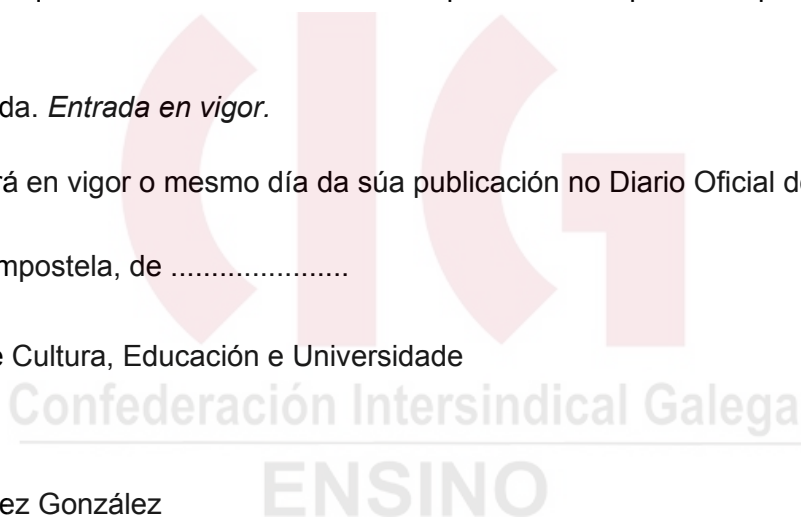 da. Entrada en vigor.
rá en vigor o mesmo día da súa publicación no Diario Oficial d
mpostela, de ......................
e Cultura, Educación e Universidade
Confederación Intersindical Galega
ENSINO
ez González